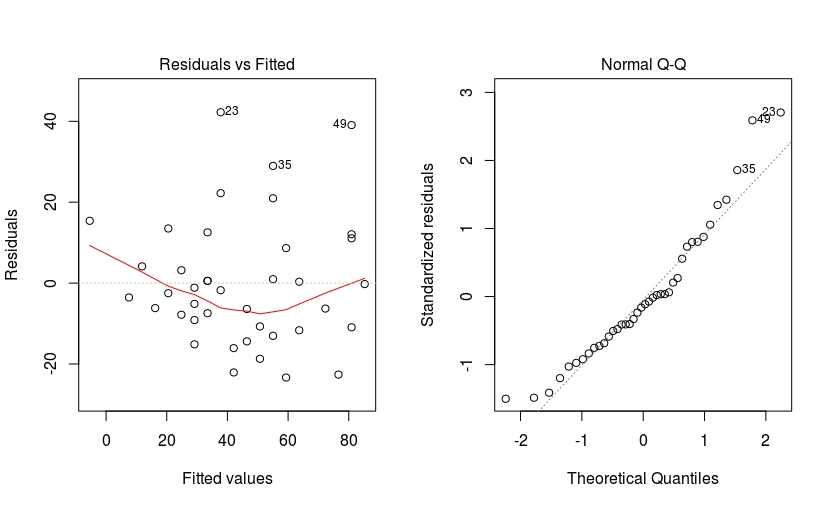 Residuals vs Fitted
Residuals
40
20
0
-20
23
49
35
0 20 40 60 80
Fitted values
Normal Q-Q
Standardized residuals
3
2
1
0
-1
23
49
35
-2 -1 0 1 2
Theoretical Quantiles